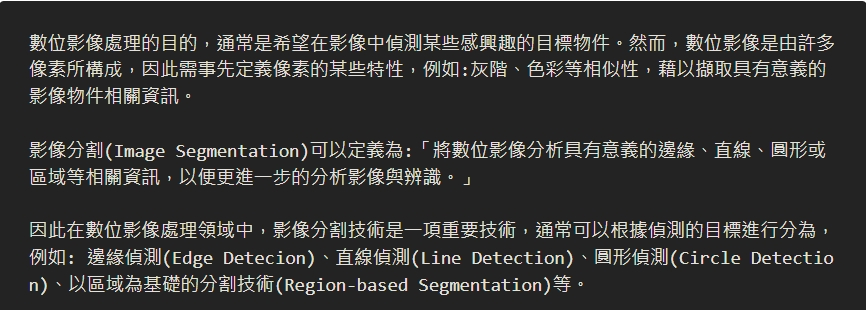 數位影像處理的目的，通常是希望在影像中偵測某些感興趣的目標物件。然而，數位影像是由許多
像素所構成，因此需事先定義像素的某些特性，例如:灰階、色彩等相似性，藉以擷取具有意義的
影像物件相關資訊。
影像分割(Image Segmentation)可以定義為:「將數位影像分析具有意義的邊緣、直線、圓形或
區域等相關資訊，以便更進一步的分析影像與辨識。」
因此在數位影像處理領域中，影像分割技術是一項重要技術，通常可以根據偵測的目標進行分為，
例如: 邊緣偵測(Edge Detecion)、直線偵測(Line Detection)、圓形偵測(Circle Detectio
n)、以區域為基礎的分割技術(Region-based Segmentation)等。